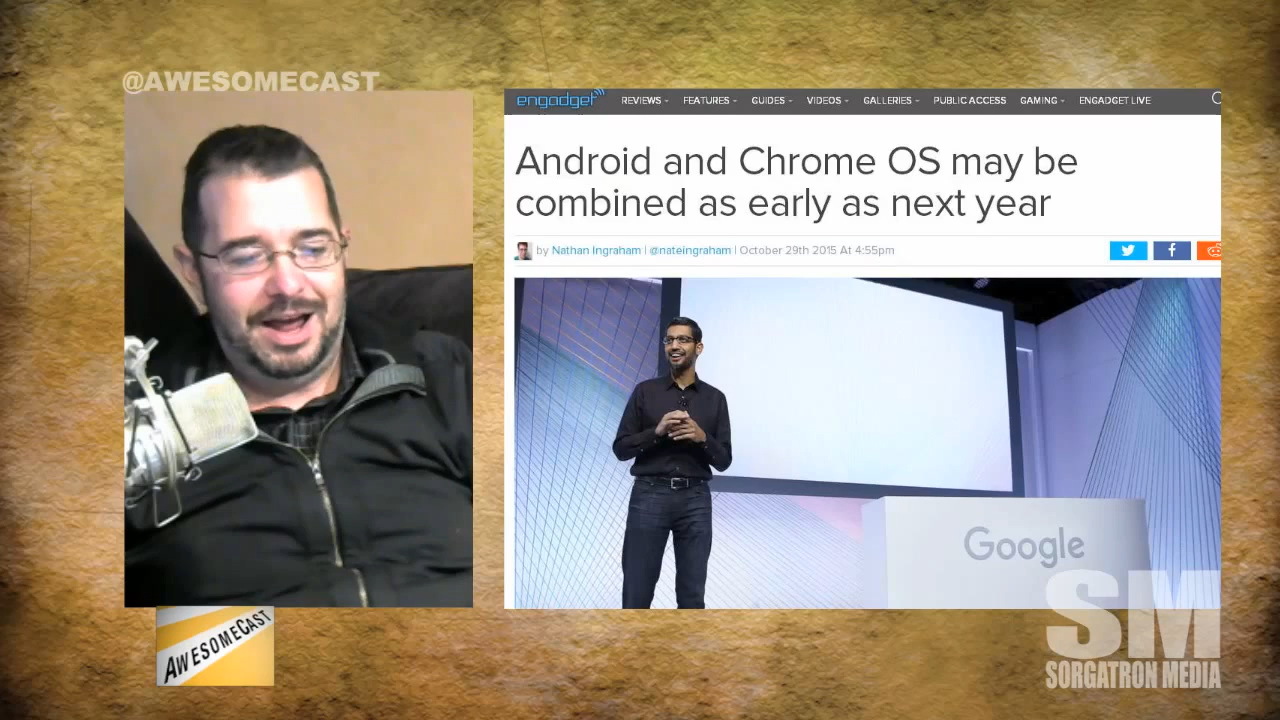 @AWESOMECAST
engadget REVIEWS FEATURES GUIDES VIDEOS GALLERIES PUBLIC ACCESS GAMING ENGADGET LIVE
Android and Chrome OS may be
combined as early as next year
by Nathan Ingraham | @nateingraham | October 29th 2015 At 4:55pm
Google
AWESOMECAST
SM
SORGATRON MEDIA